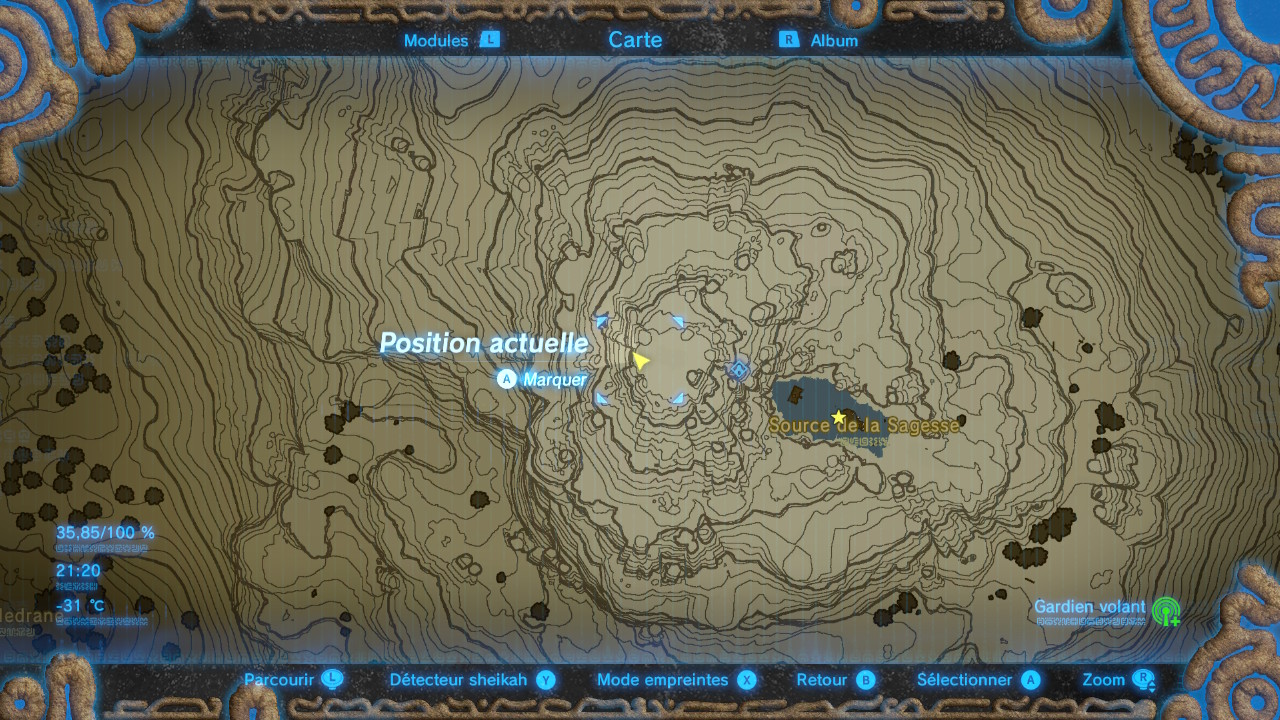 Modules L
Carte
R Album
Position actuelle
A Marquer
Source de la Sagesse
35,85/100 %
21:20
-31 °C
Gardien volant
Parcourir L
Détecteur sheikah Y
Mode empreintes X
Retour B
Sélectionner A
Zoom R